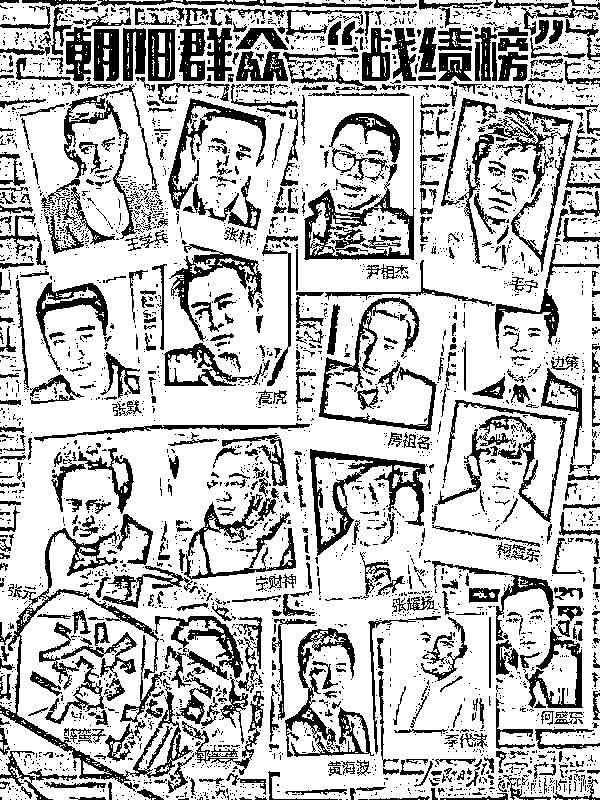 朝阳群众 “战绩榜”
王学兵
张林
尹相杰
毛宁
张默
高虎
房祖名
边策
张元
宁财神
张耀扬
柯震东
黄海波
李代沫
何盛东